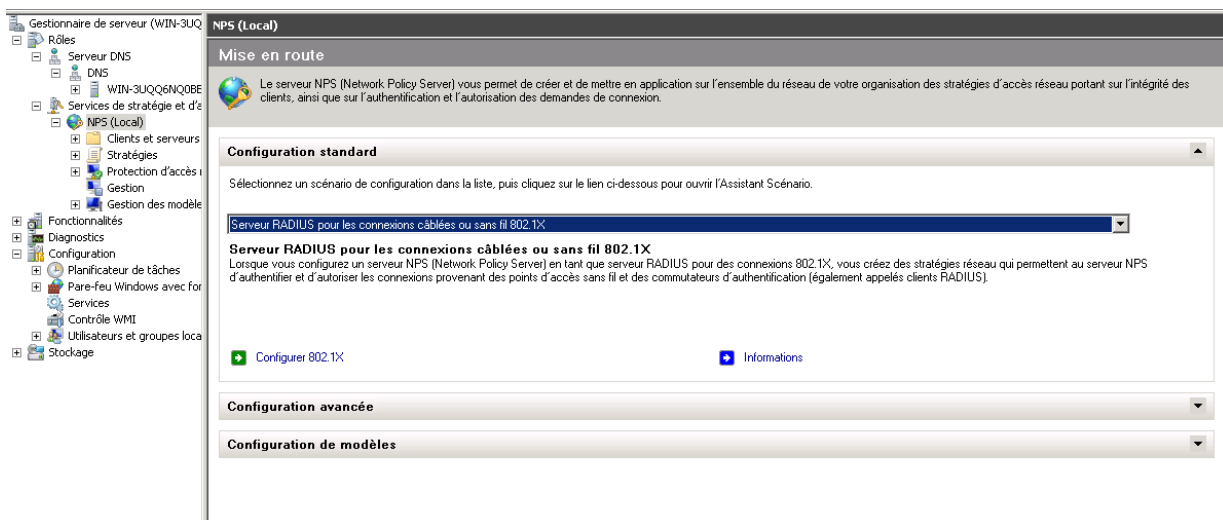 Gestionnaire de serveur (WIN-3UQ
Rôles
Serveur DNS
DNS
WIN-3UQQ6NQ0BE
Services de stratégie et d'a
NPS (Local)
Clients et serveurs
Stratégies
Protection d'accès r
Gestion
Gestion des modèle
Fonctionnalités
Diagnostics
Configuration
Planificateur de tâches
Pare-feu Windows avec for
Services
Contrôle WMI
Utilisateurs et groupes loca
Stockage
NPS (Local)
Mise en route
Le serveur NPS (Network Policy Server) vous permet de créer et de mettre en application sur l'ensemble du réseau de votre organisation des stratégies d'accès réseau portant sur l'intégrité des
clients, ainsi que sur l'authentification et l'autorisation des demandes de connexion.
Configuration standard
Sélectionnez un scénario de configuration dans la liste, puis cliquez sur le lien ci-dessous pour ouvrir l'Assistant Scénario.
Serveur RADIUS pour les connexions câblées ou sans fil 802.1X
Serveur RADIUS pour les connexions câblées ou sans fil 802.1X
Lorsque vous configurez un serveur NPS (Network Policy Server) en tant que serveur RADIUS pour des connexions 802.1X, vous créez des stratégies réseau qui permettent au serveur NPS
d'authentifier et d'autoriser les connexions provenant des points d'accès sans fil et des commutateurs d'authentification (également appelés clients RADIUS).
Configurer 802.1X
Informations
Configuration avancée
Configuration de modèles